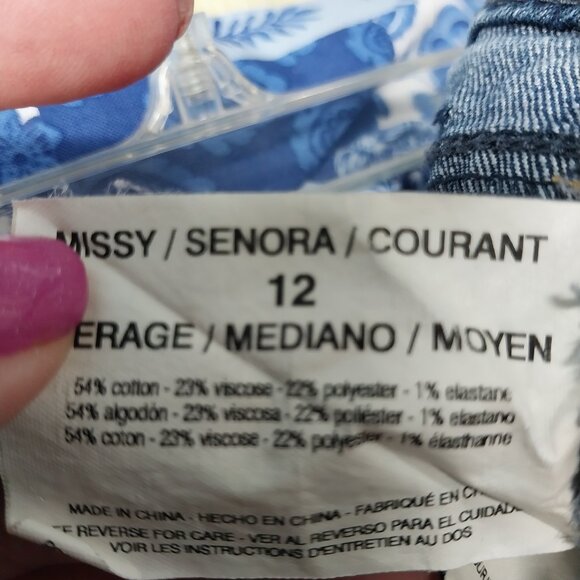 MISSY / SENORA / COURANT
12
ERAGE / MEDIANO / MOYEN
54% cotton - 23% viscose - 22% polyester - 1% elastane
54% algodón - 23% viscosa - 22% poliéster - 1% elastano
54% coton - 23% viscose - 22% polyester - 1% élasthanne
MADE IN CHINA - HECHO EN CHINA - FABRIQUÉ EN
REVERSE FOR CARE - VER AL REVERSO PARA EL CUIDAD
VOIR LES INSTRUCTIONS D'ENTRETIEN AU DOS